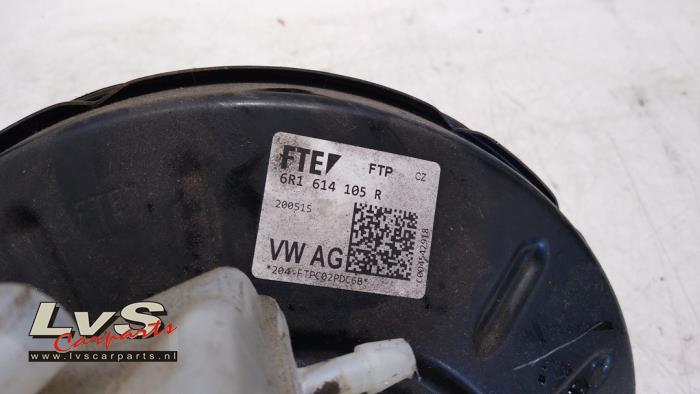 FTE FTP CZ
6R1 614 105 R
200515
VW AG
*204-FTPC02PDC6B*
LvS
Carparts
www.lvscarparts.nl